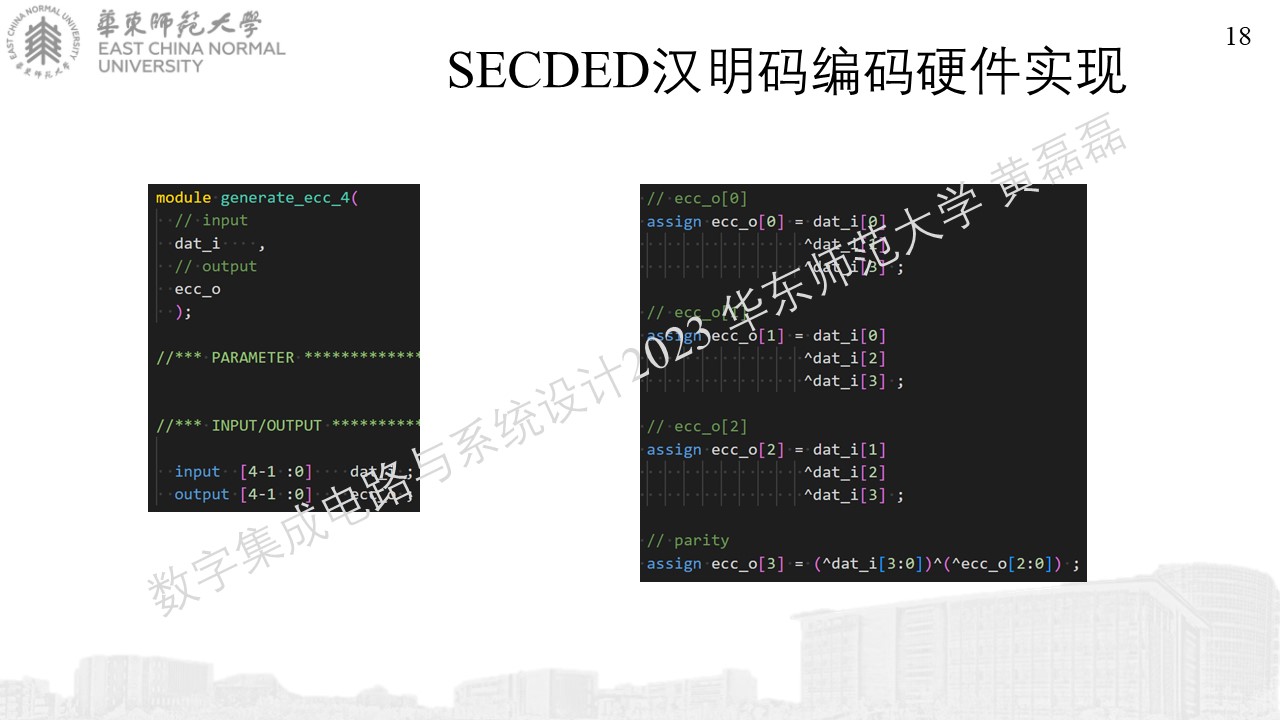 華東師範大學
EAST CHINA NORMAL
UNIVERSITY
18
SECDED汉明码编码硬件实现
module generate_ecc_4(
// input
dat_i ,
// output
ecc_o
);
//*** PARAMETER *************
//*** INPUT/OUTPUT **********
input [4-1 :0] dat_i ;
output [4-1 :0] ecc_o ;
// ecc_o[0]
assign ecc_o[0] = dat_i[0]
^dat_i[1]
^dat_i[3] ;
// ecc_o[1]
assign ecc_o[1] = dat_i[0]
^dat_i[2]
^dat_i[3] ;
// ecc_o[2]
assign ecc_o[2] = dat_i[1]
^dat_i[2]
^dat_i[3] ;
// parity
assign ecc_o[3] = (^dat_i[3:0])^(^ecc_o[2:0]) ;
数字集成电路与系统设计2023 华东师范大学 黄磊磊